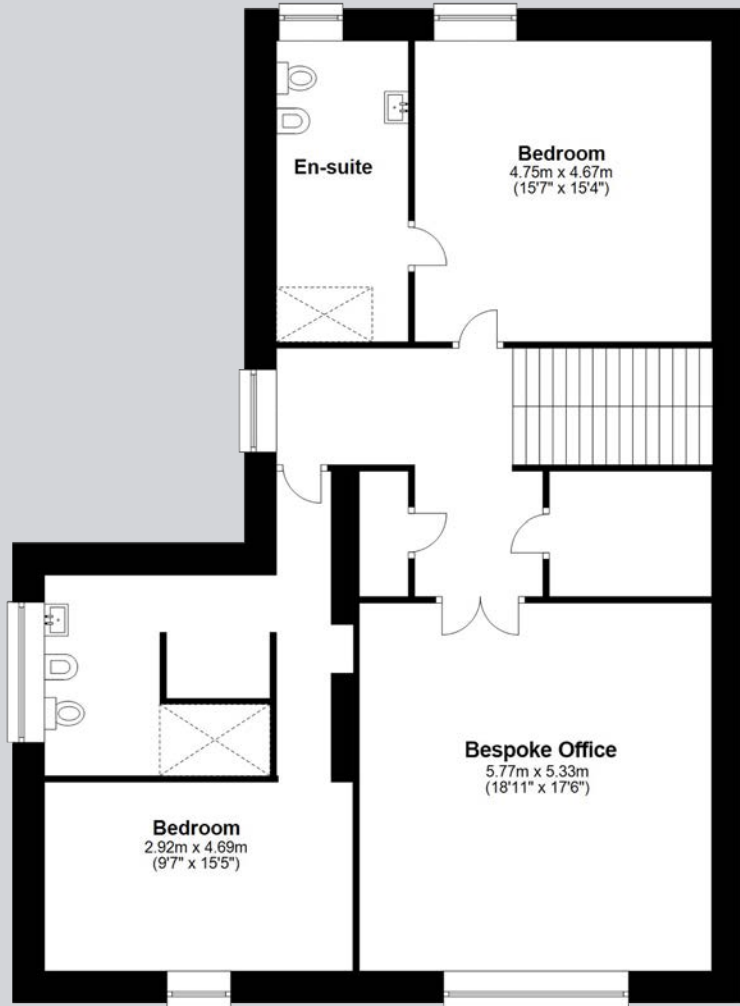 En-suite
Bedroom
4.75m x 4.67m
(15'7" x 15'4")
Bespoke Office
5.77m x 5.33m
(18'11" x 17'6")
Bedroom
2.92m x 4.69m
(9'7" x 15'5")